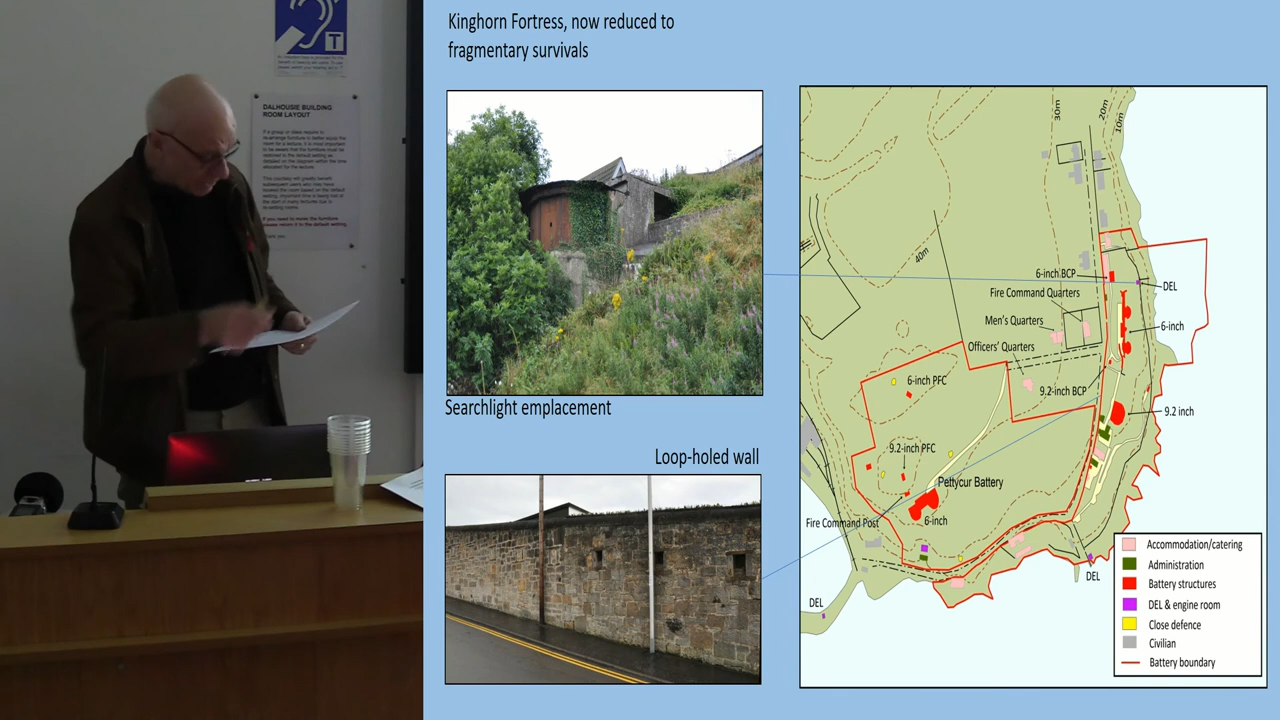 T
DALHOUSIE BUILDING
ROOM LAYOUT
Kinghorn Fortress, now reduced to
fragmentary survivals
Searchlight emplacement
Loop-holed wall
30m
20m
10m
40m
6-inch BCP
DEL
Fire Command Quarters
Men's Quarters
6-inch
Officers' Quarters
6-inch PFC
9.2-inch BCP
9.2 inch
9.2-inch PFC
Pettycur Battery
Fire Command Post
6-inch
DEL
DEL
Accommodation/catering
Administration
Battery structures
DEL & engine room
Close defence
Civilian
Battery boundary